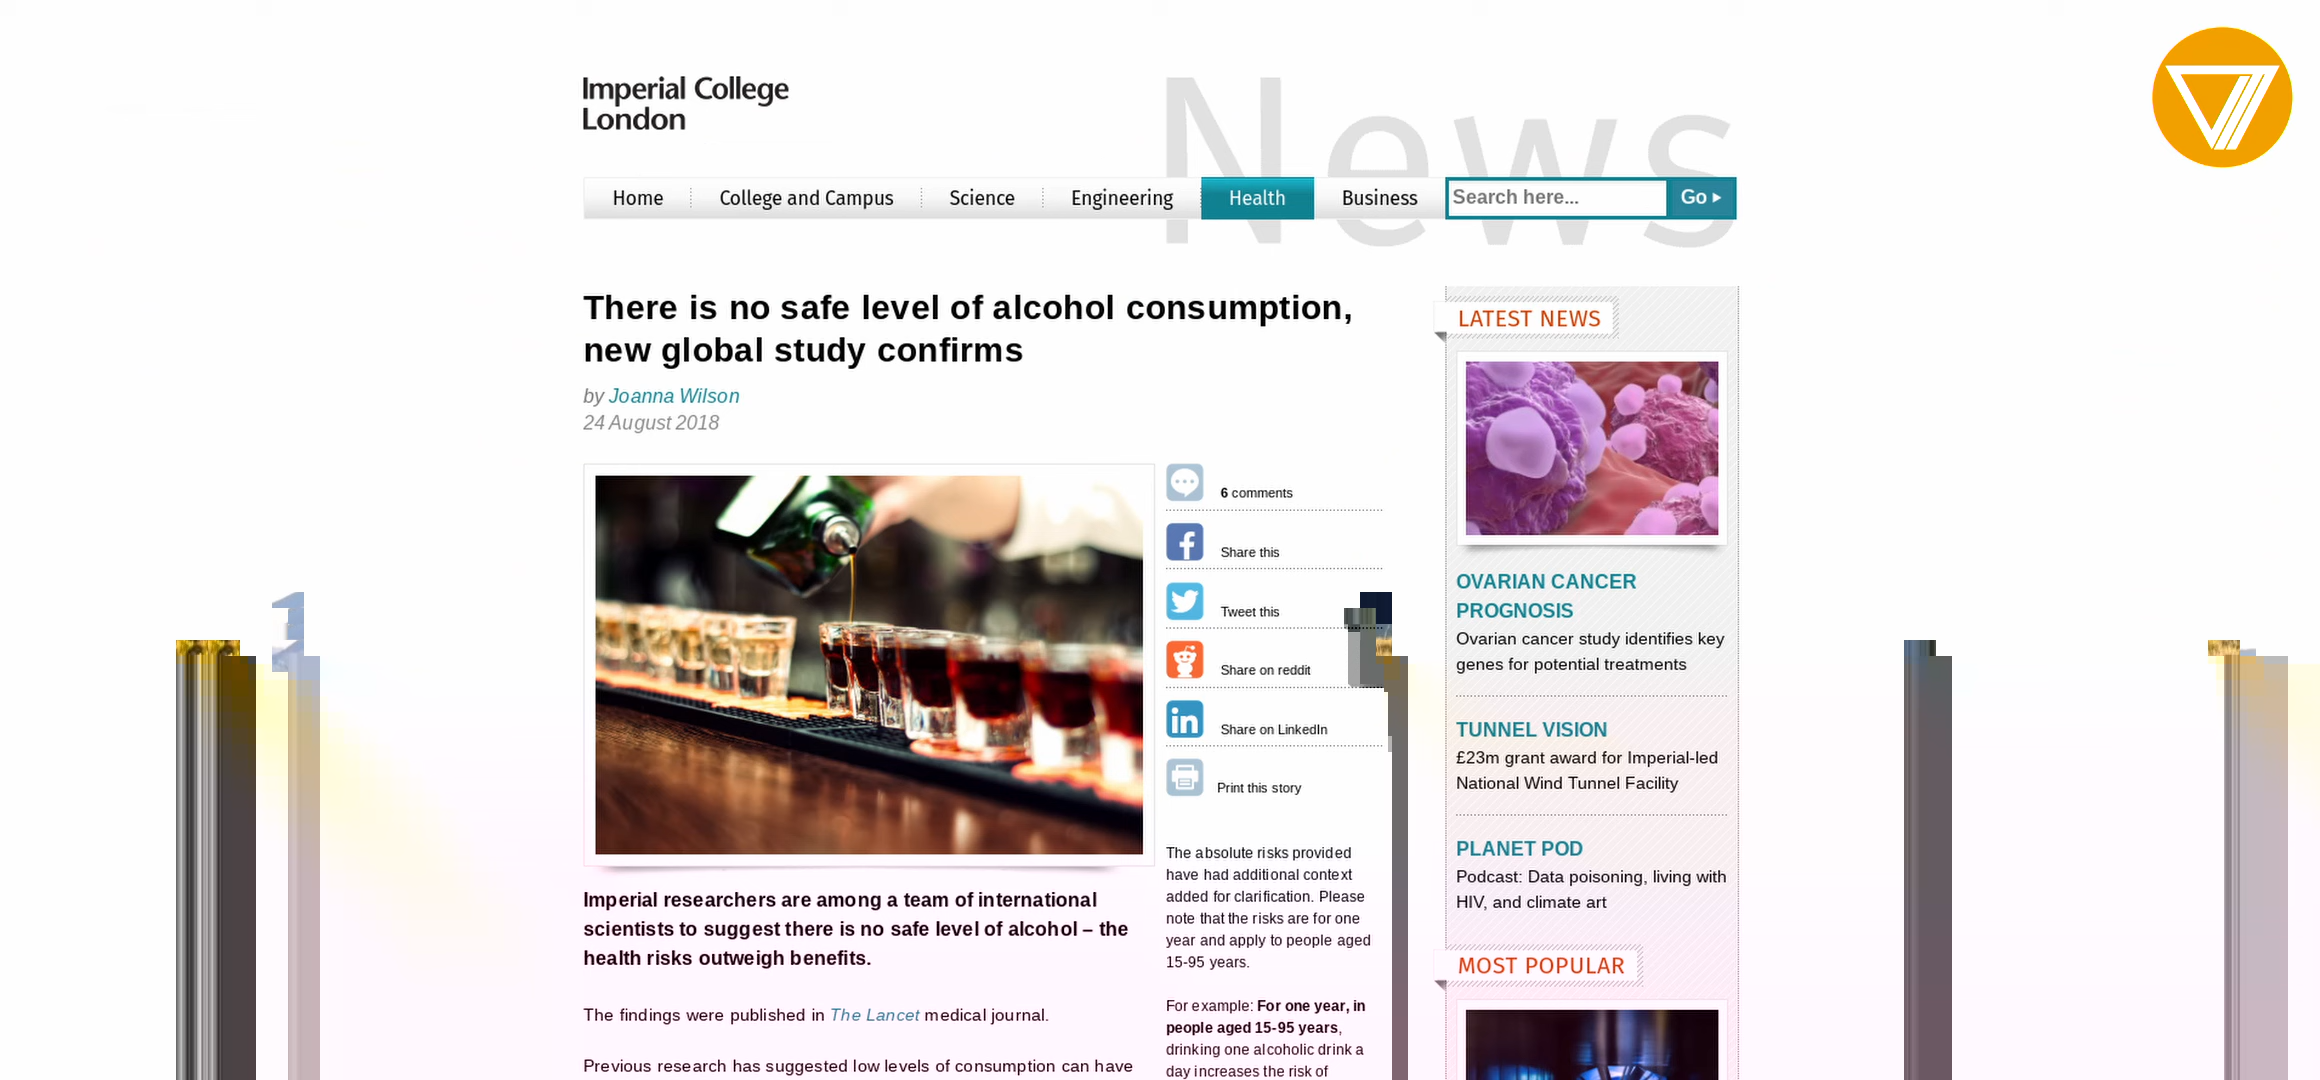 Imperial College
London
News
Home
College and Campus
Science
Engineering
Health
Business
Search here...
Go
There is no safe level of alcohol consumption,
new global study confirms
by Joanna Wilson
24 August 2018
6 comments
Share this
Tweet this
Share on reddit
Share on LinkedIn
Print this story
Imperial researchers are among a team of international
scientists to suggest there is no safe level of alcohol – the
health risks outweigh benefits.
The findings were published in The Lancet medical journal.
Previous research has suggested low levels of consumption can have
The absolute risks provided
have had additional context
added for clarification. Please
note that the risks are for one
year and apply to people aged
15-95 years.
For example: For one year, in
people aged 15-95 years,
drinking one alcoholic drink a
day increases the risk of
LATEST NEWS
OVARIAN CANCER
PROGNOSIS
Ovarian cancer study identifies key
genes for potential treatments
TUNNEL VISION
£23m grant award for Imperial-led
National Wind Tunnel Facility
PLANET POD
Podcast: Data poisoning, living with
HIV, and climate art
MOST POPULAR